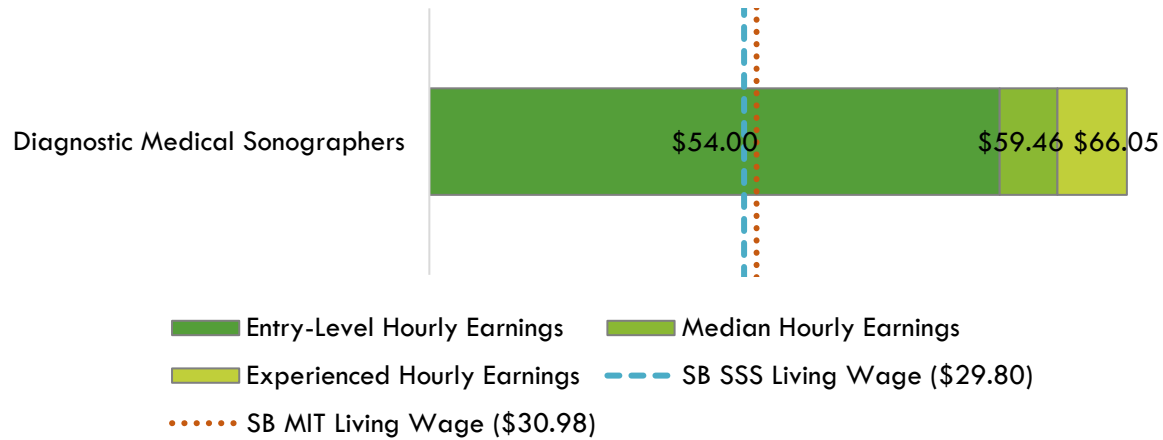 Diagnostic Medical Sonographers $54.00 $59.46 $66.05
Entry-Level Hourly Earnings Median Hourly Earnings
Experienced Hourly Earnings SB SSS Living Wage ($29.80)
SB MIT Living Wage ($30.98)